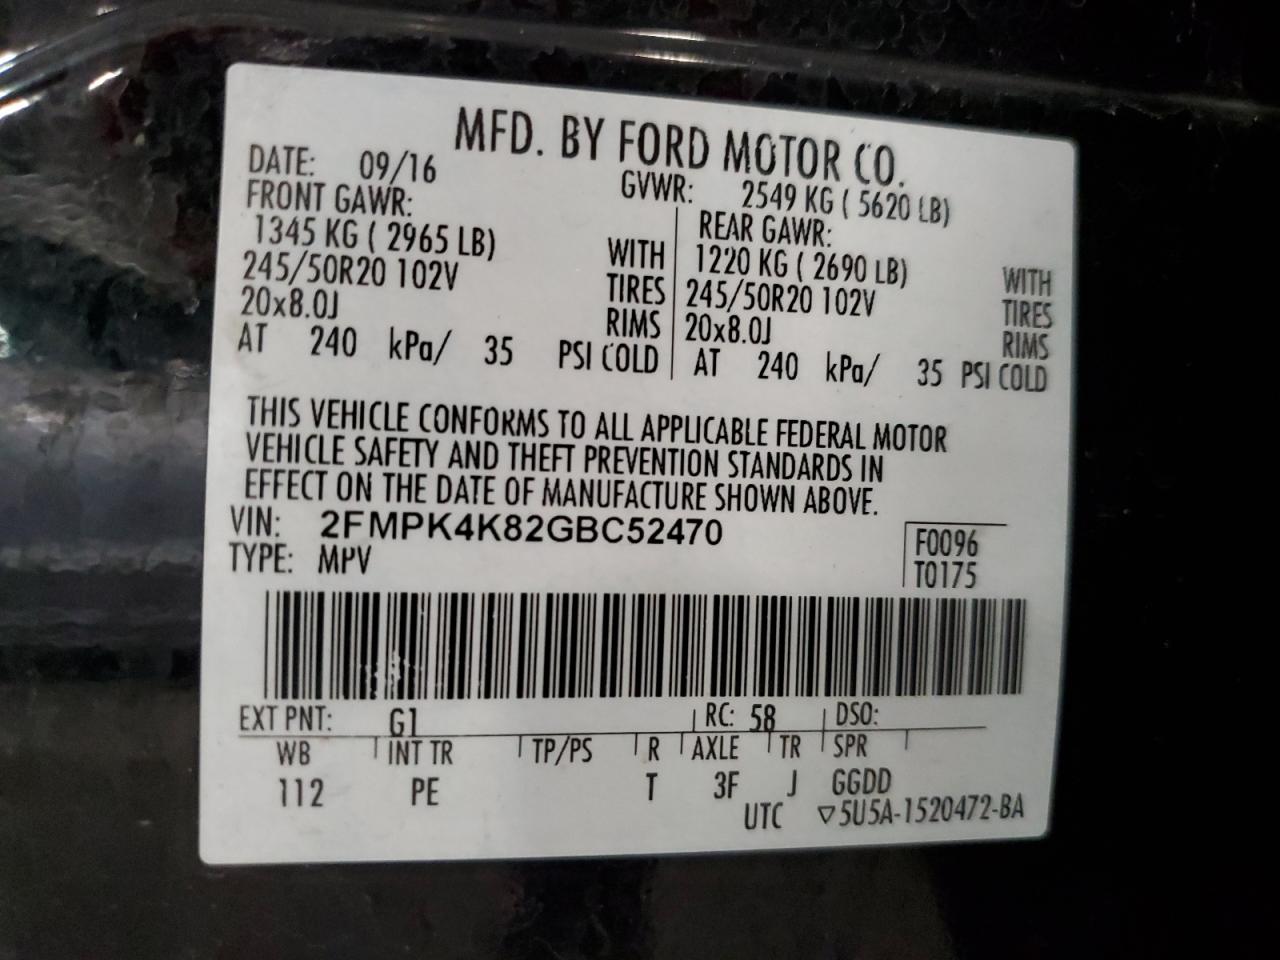 MFD. BY FORD MOTOR CO.
DATE: 09/16
GVWR: 2549 KG ( 5620 LB)
FRONT GAWR:
1345 KG ( 2965 LB) WITH
245/50R20 102V TIRES
20x8.0J RIMS
AT 240 kPa/ 35 PSI COLD
REAR GAWR:
1220 KG ( 2690 LB) WITH
245/50R20 102V TIRES
20x8.0J RIMS
AT 240 kPa/ 35 PSI COLD
THIS VEHICLE CONFORMS TO ALL APPLICABLE FEDERAL MOTOR
VEHICLE SAFETY AND THEFT PREVENTION STANDARDS IN
EFFECT ON THE DATE OF MANUFACTURE SHOWN ABOVE.
VIN: 2FMPK4K82GBC52470
TYPE: MPV
F0096
T0175
EXT PNT: G1 RC: 58 DSO:
WB INT TR TP/PS R AXLE TR SPR
112 PE T 3F J GGDD
UTC ▽5U5A-1520472-BA